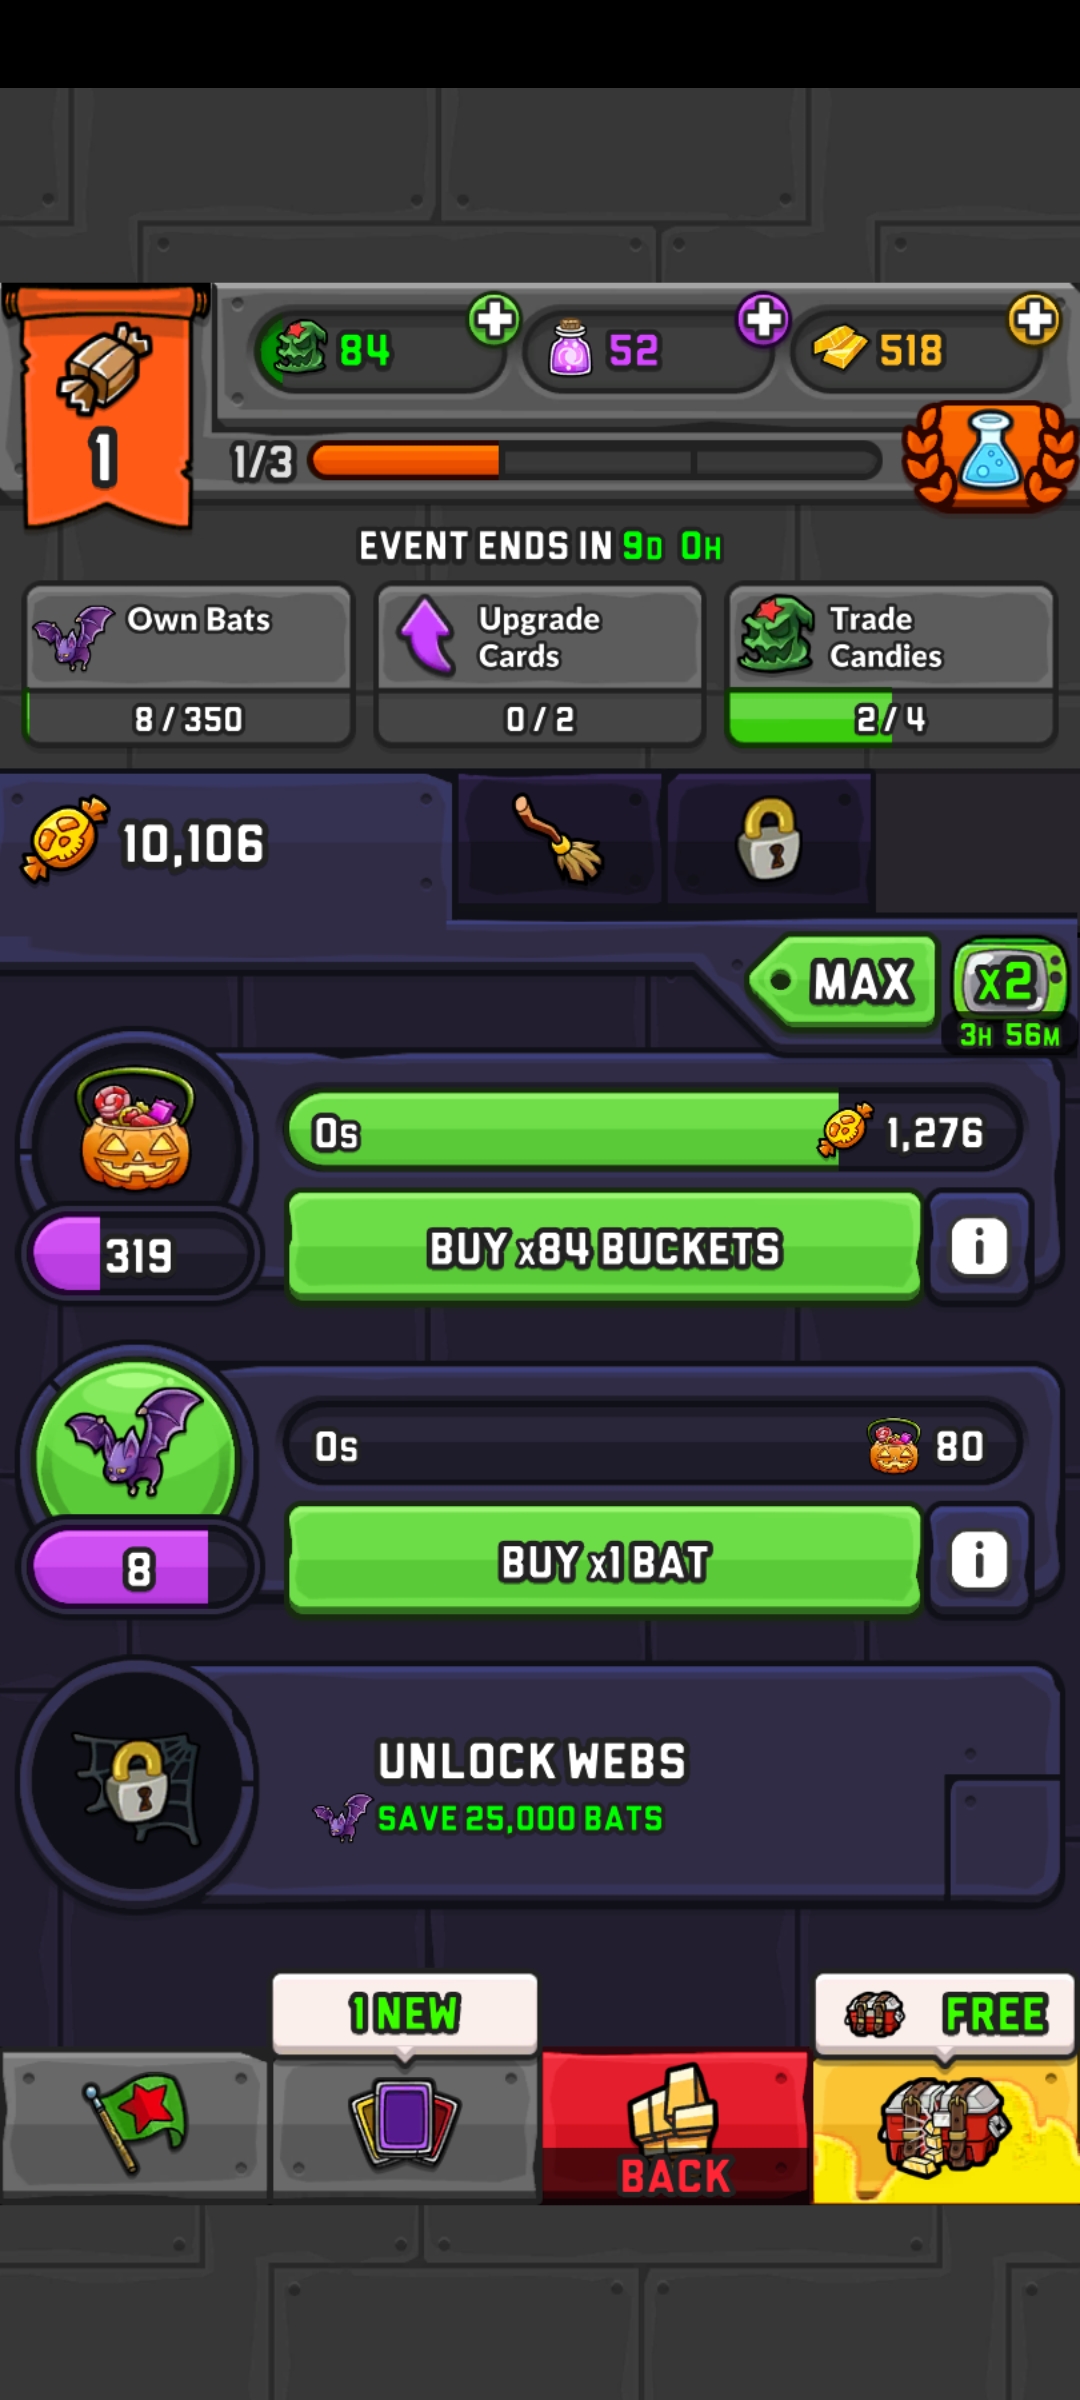 84
52
518
1
1/3
EVENT ENDS IN 9D 0H
Own Bats
8 / 350
Upgrade
Cards
0 / 2
Trade
Candies
2 / 4
10,106
MAX
x2
3H 56M
0s
1,276
319
BUY x84 BUCKETS
i
0s
80
8
BUY x1 BAT
i
UNLOCK WEBS
SAVE 25,000 BATS
1 NEW
FREE
BACK